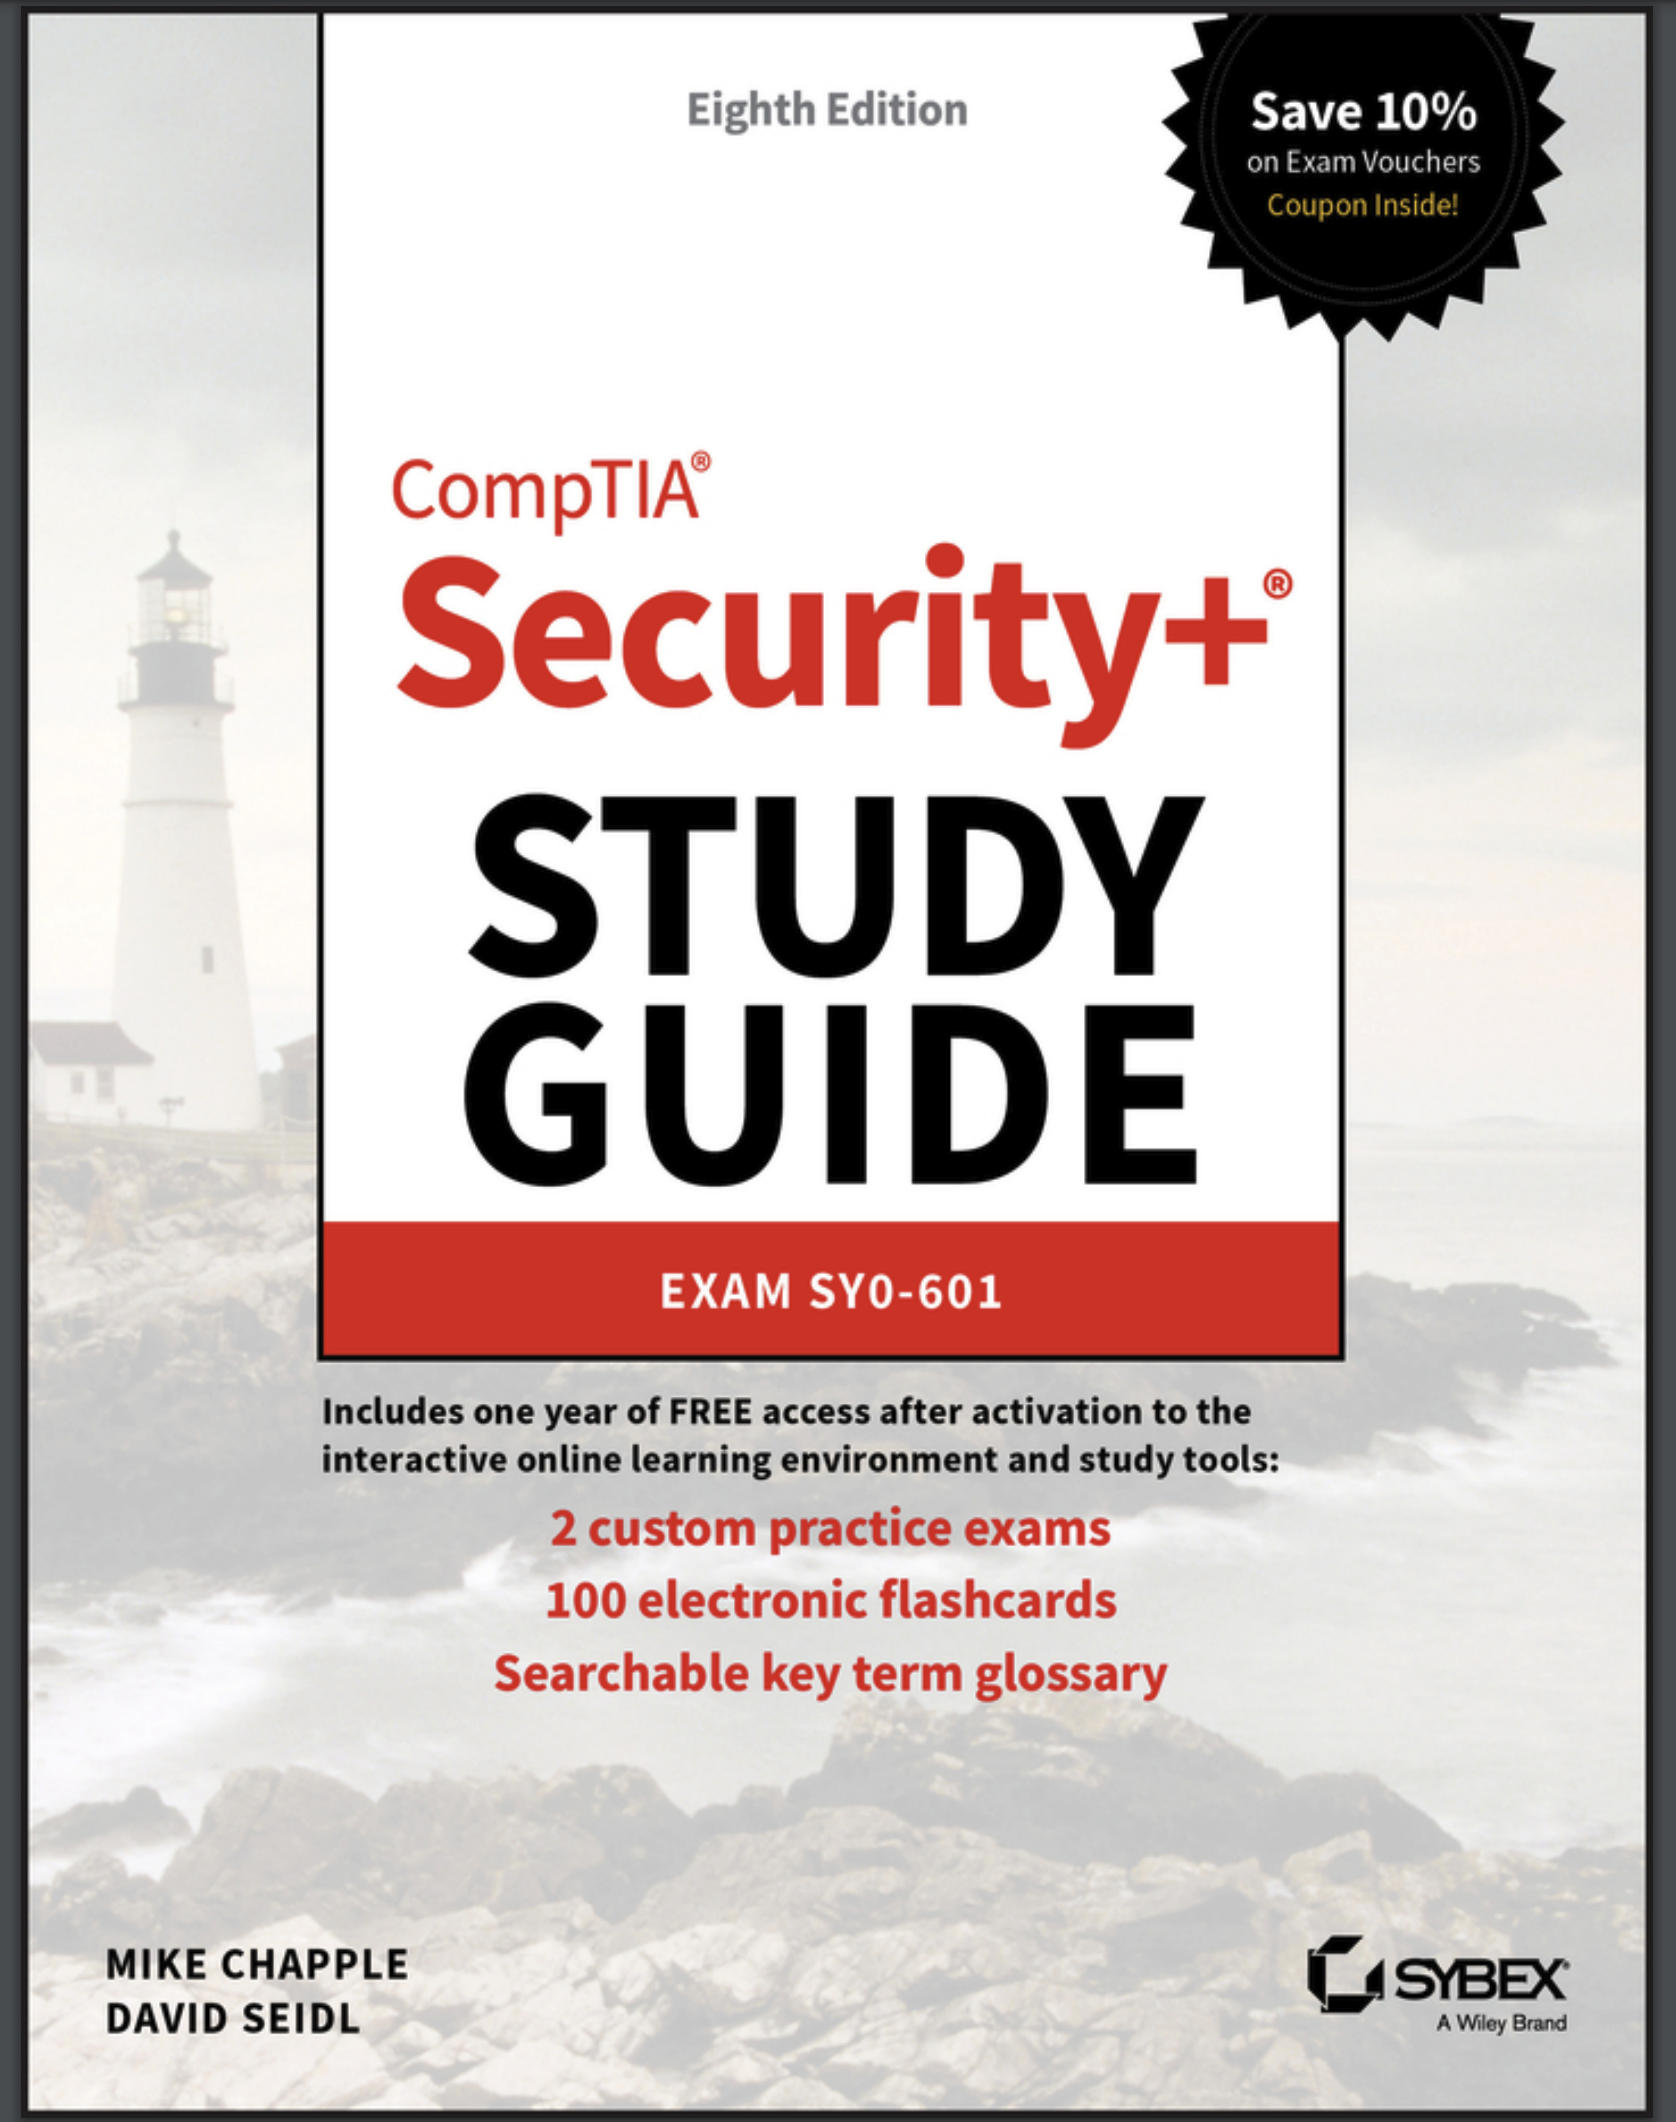 Eighth Edition
Save 10%
on Exam Vouchers
Coupon Inside!
CompTIA®
Security+®
STUDY
GUIDE
EXAM SY0-601
Includes one year of FREE access after activation to the
interactive online learning environment and study tools:
2 custom practice exams
100 electronic flashcards
Searchable key term glossary
MIKE CHAPPLE
DAVID SEIDL
SYBEX®
A Wiley Brand